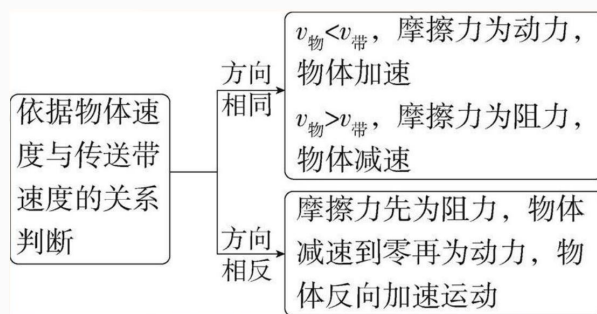 依据物体速
度与传送带
速度的关系
判断
方向
相同
v物<v带，摩擦力为动力，
物体加速
v物>v带，摩擦力为阻力，
物体减速
方向
相反
摩擦力先为阻力，物体
减速到零再为动力，物
体反向加速运动